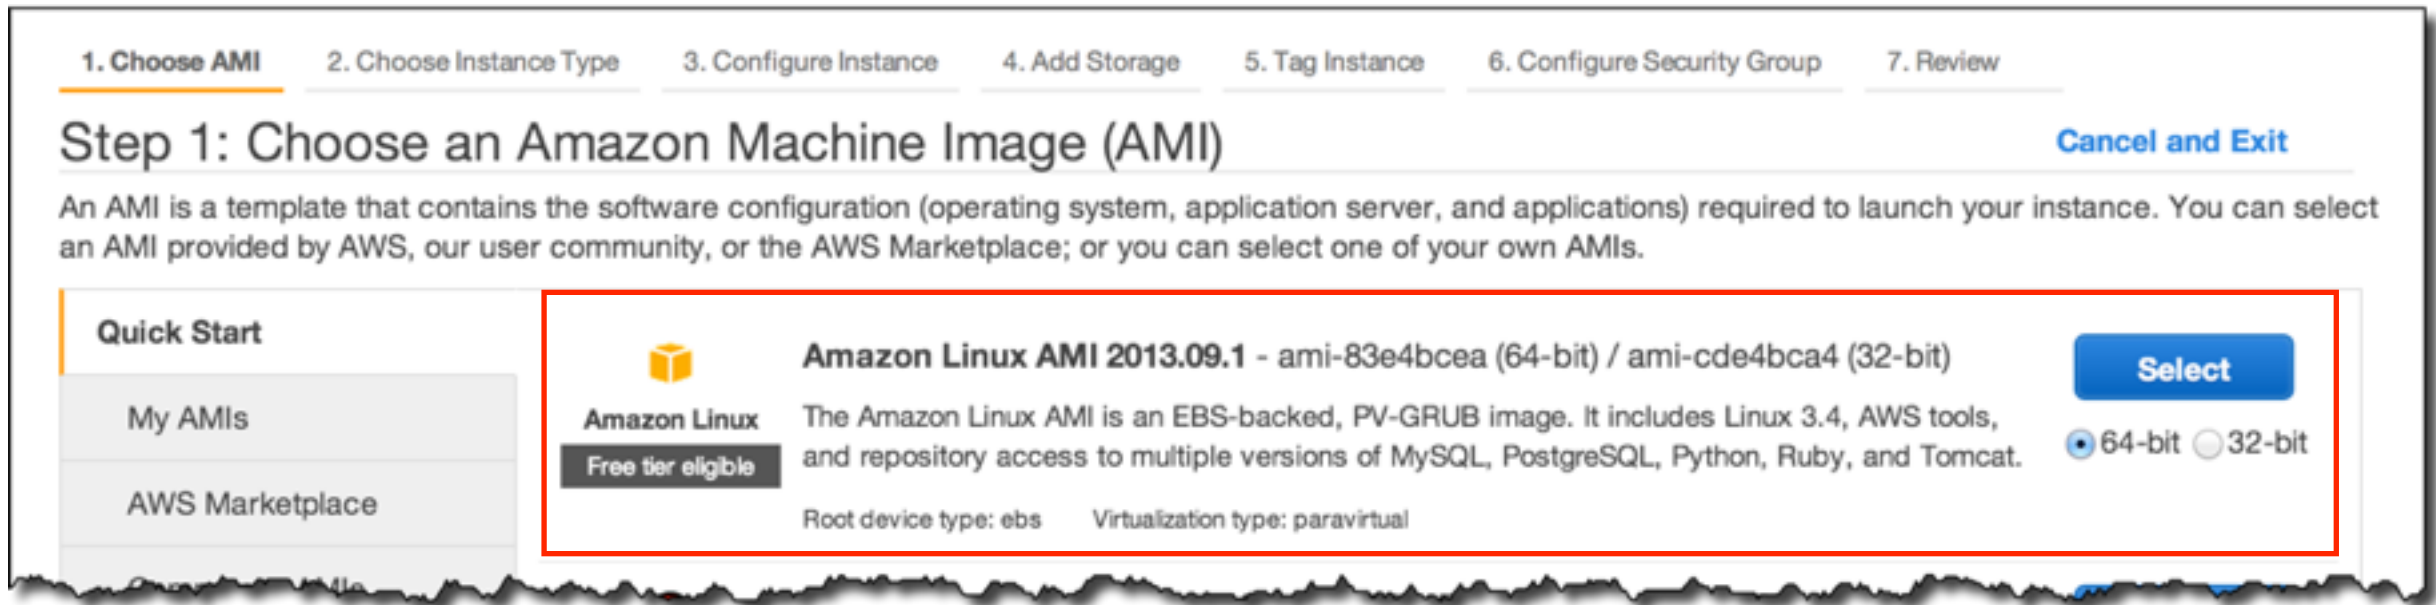 1. Choose AMI
2. Choose Instance Type
3. Configure Instance
4. Add Storage
5. Tag Instance
6. Configure Security Group
7. Review
Step 1: Choose an Amazon Machine Image (AMI)
Cancel and Exit
An AMI is a template that contains the software configuration (operating system, application server, and applications) required to launch your instance. You can select
an AMI provided by AWS, our user community, or the AWS Marketplace; or you can select one of your own AMIs.
Quick Start
My AMIs
AWS Marketplace
Amazon Linux
Free tier eligible
Amazon Linux AMI 2013.09.1 - ami-83e4bcea (64-bit) / ami-cde4bca4 (32-bit)
The Amazon Linux AMI is an EBS-backed, PV-GRUB image. It includes Linux 3.4, AWS tools,
and repository access to multiple versions of MySQL, PostgreSQL, Python, Ruby, and Tomcat.
Root device type: ebs
Virtualization type: paravirtual
Select
64-bit
32-bit